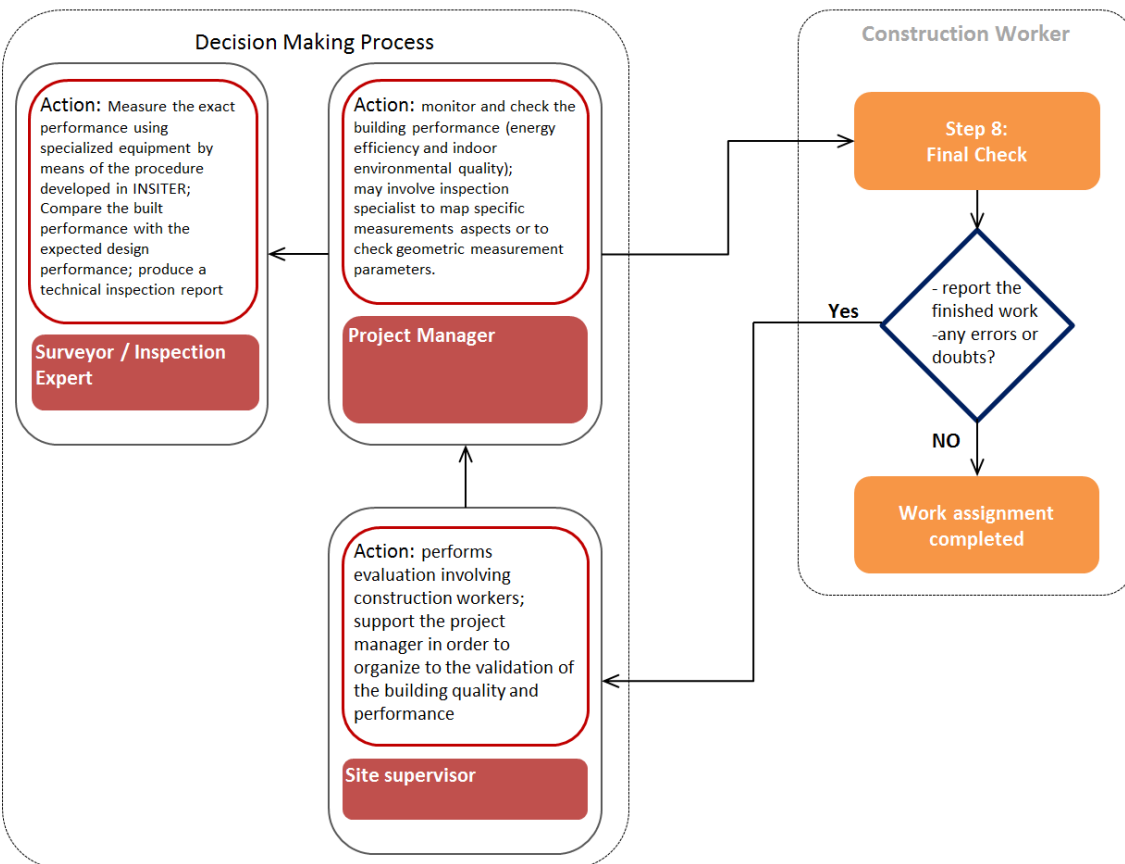 Decision Making Process
Action: Measure the exact
performance using
specialized equipment by
means of the procedure
developed in INSITER;
Compare the built
performance with the
expected design
performance; produce a
technical inspection report
Surveyor / Inspection
Expert
Action: monitor and check the
building performance (energy
efficiency and indoor
environmental quality);
may involve inspection
specialist to map specific
measurements aspects or to
check geometric measurement
parameters.
Project Manager
Action: performs
evaluation involving
construction workers;
support the project
manager in order to
organize to the validation of
the building quality and
performance
Site supervisor
Construction Worker
Step 8:
Final Check
- report the
finished work
-any errors or
doubts?
Yes
NO
Work assignment
completed